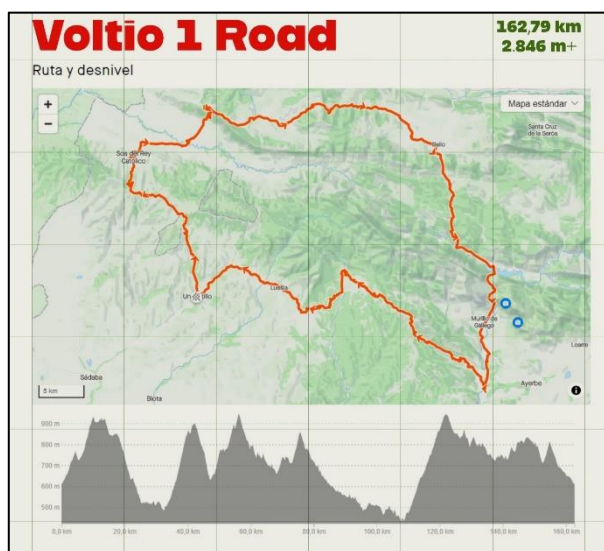 Voltio 1 Road
162,79 km
2.846 m+
Ruta y desnivel
+
−
Mapa estándar
Santa Cruz
de la Serós
Sos del Rey
Católico
Bailo
Luesia
Murillo de
Gállego
Loarre
Ayerbe
Sádaba
Biota
5 km
900 m
800 m
700 m
600 m
500 m
0,0 km
20,0 km
40,0 km
60,0 km
80,0 km
100,0 km
120,0 km
140,0 km
160,0 km